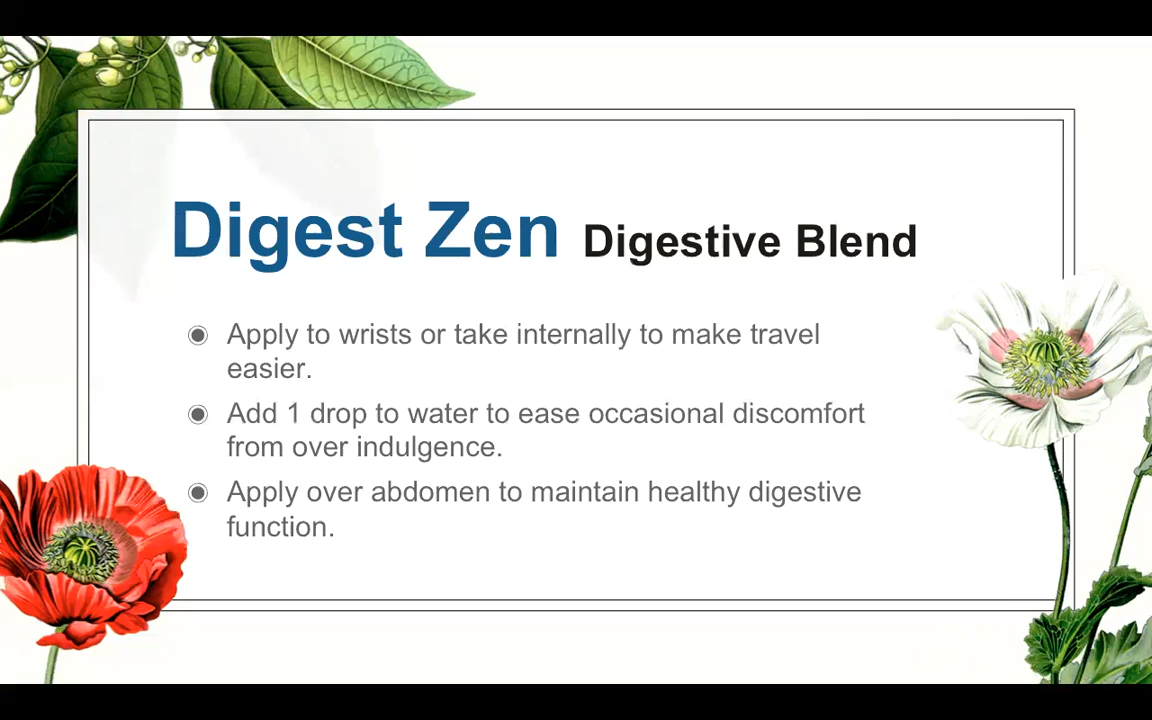 Digest Zen Digestive Blend
Apply to wrists or take internally to make travel
easier.
Add 1 drop to water to ease occasional discomfort
from over indulgence.
Apply over abdomen to maintain healthy digestive
function.